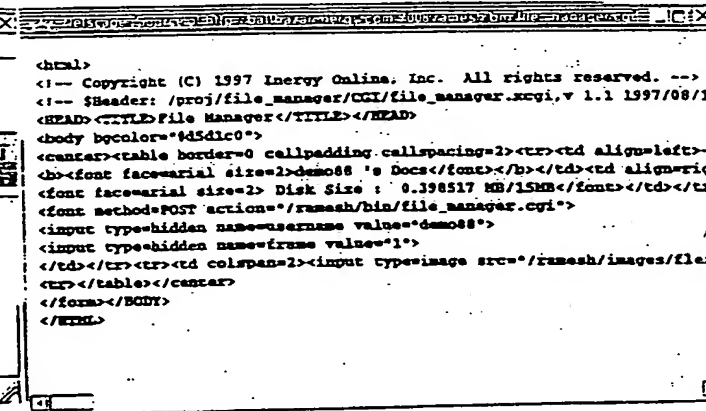 <html>
<!-- Copyright (C) 1997 Inergy Online, Inc. All rights reserved. -->
<!-- $Header: /proj/file_manager/CGI/file_manager.xcgi,v 1.1 1997/08/1
<HEAD><TITLE>File Manager</TITLE></HEAD>
<body bgcolor="#d5d1c0">
<center><table border=0 cellpadding cellspacing=2><tr><td align=left>
<b><font face=arial size=2>demo88 's Docs</font></b></td><td align=rig
<font face=arial size=2> Disk Size : 0.398517 MB/15MB</font></td></t
<form method=POST action="/ramesh/bin/file_manager.cgi">
<input type=hidden name=username value="demo88">
<input type=hidden name=frame value="1">
</td></tr><tr><td colspan=2><input type=image src="/ramesh/images/fle
<tr></table></center>
</form></BODY>
</HTML>